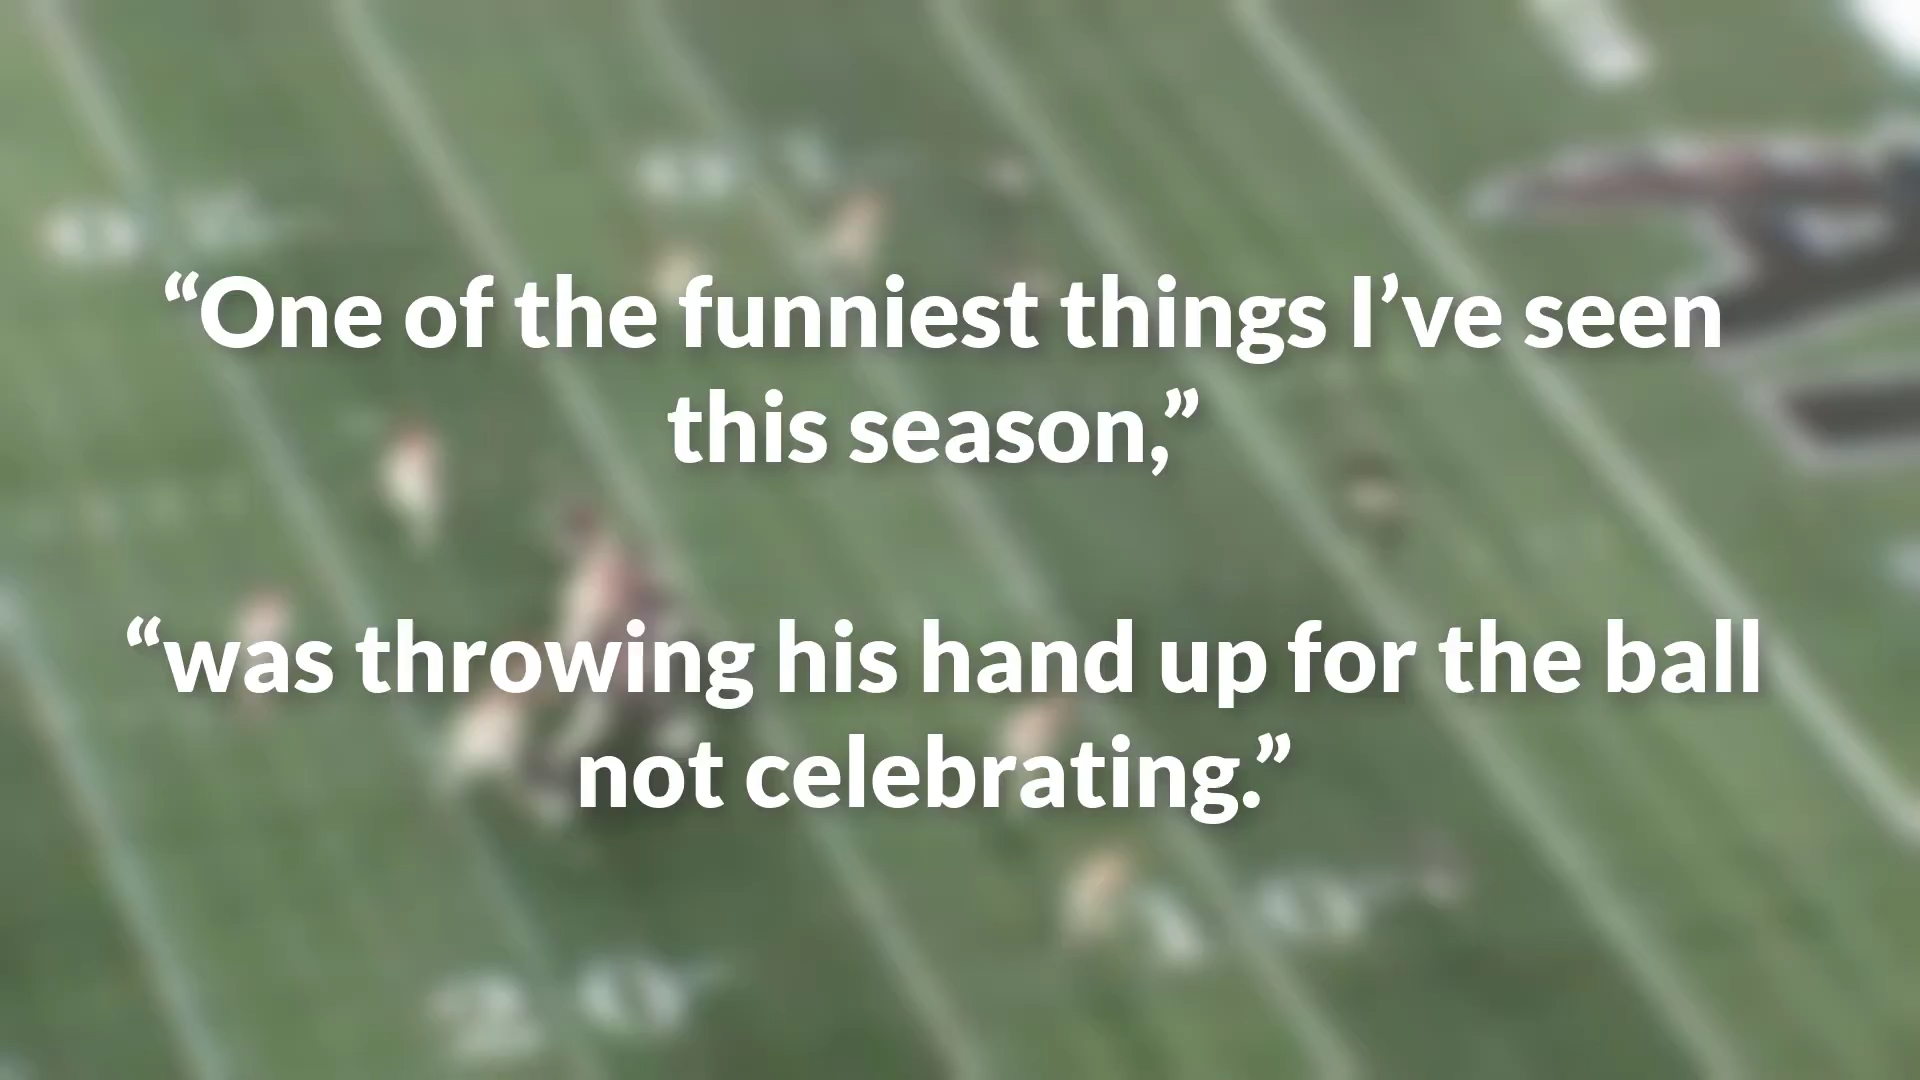 “One of the funniest things I’ve seen
this season,”
“was throwing his hand up for the ball
not celebrating.”